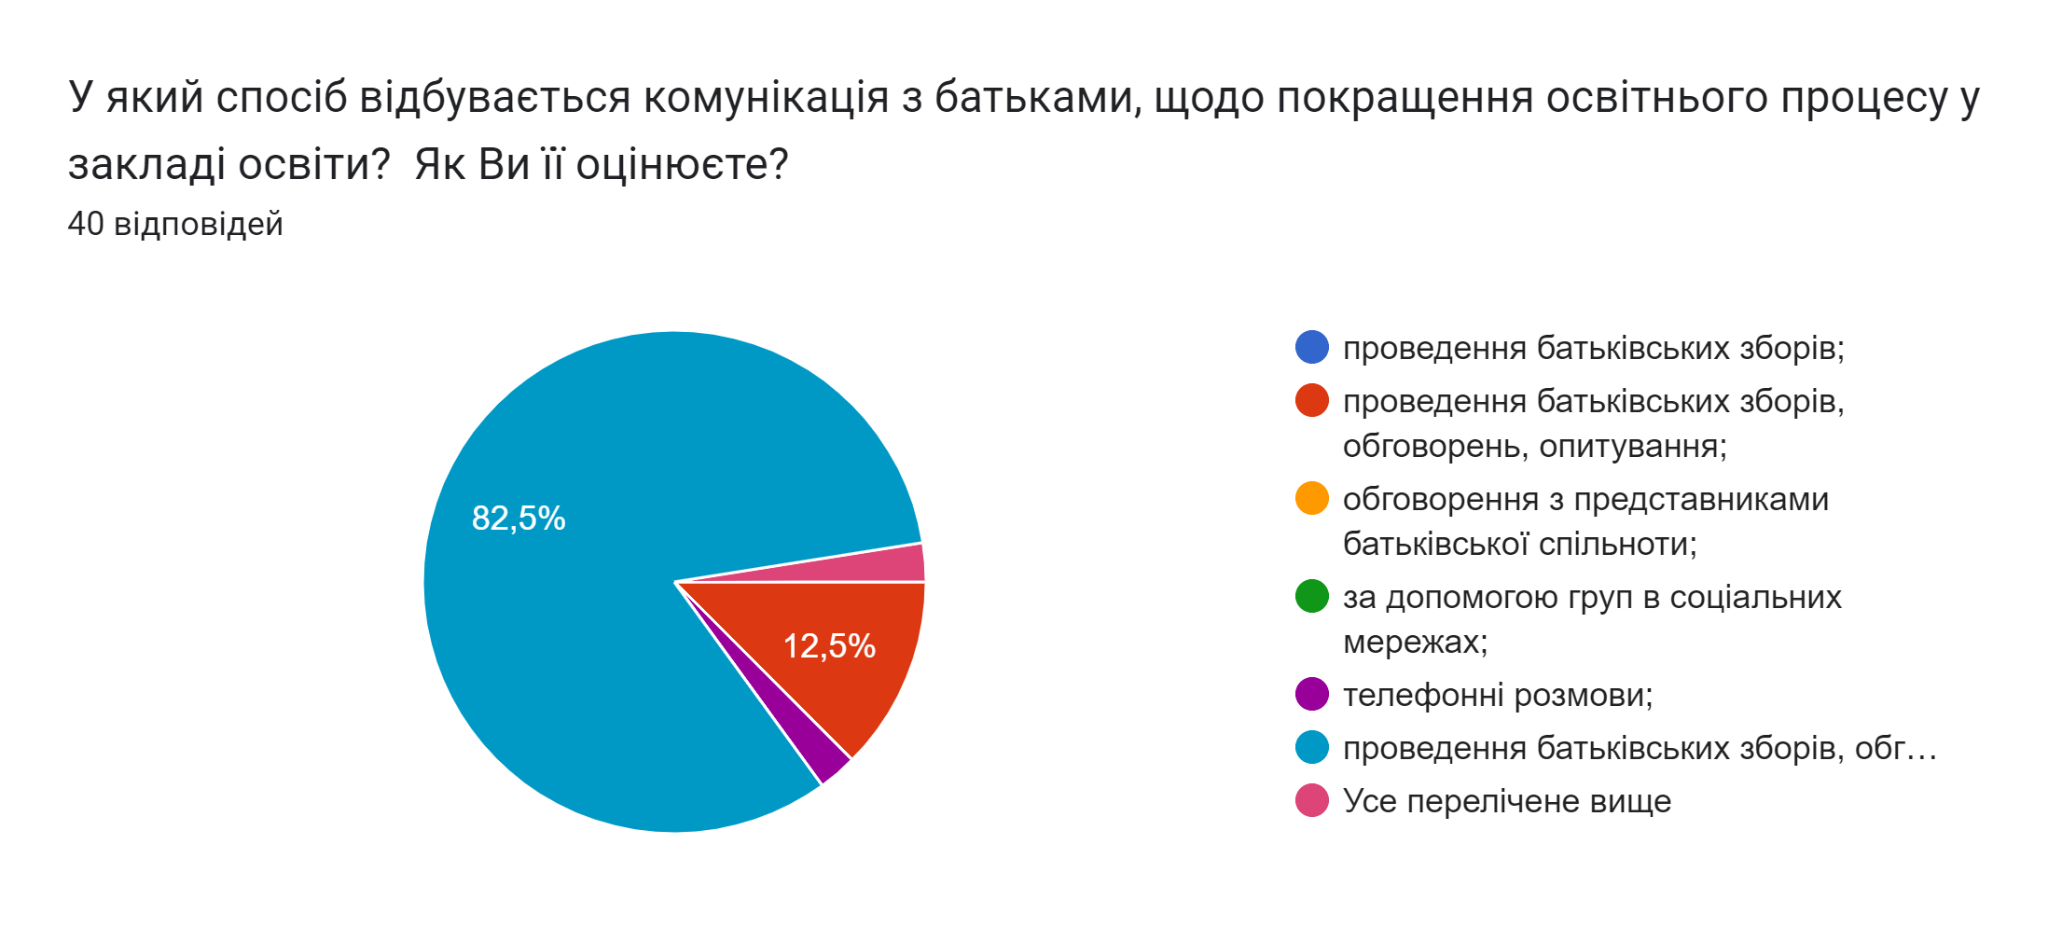 У який спосіб відбувається комунікація з батьками, щодо покращення освітнього процесу у
закладі освіти?  Як Ви її оцінюєте?
40 відповідей
82,5%
12,5%
проведення батьківських зборів;
проведення батьківських зборів,
обговорень, опитування;
обговорення з представниками
батьківської спільноти;
за допомогою груп в соціальних
мережах;
телефонні розмови;
проведення батьківських зборів, обг…
Усе перелічене вище